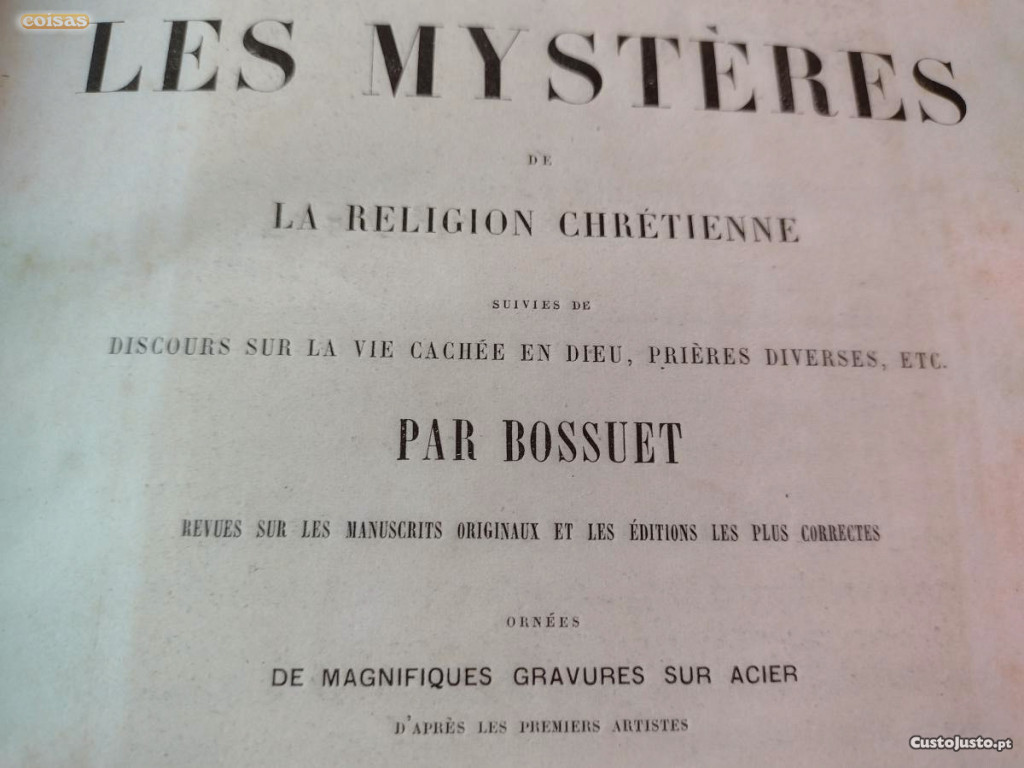 coisas
LES MYSTÈRES
DE
LA RELIGION CHRÉTIENNE
SUIVIES DE
DISCOURS SUR LA VIE CACHÉE EN DIEU, PRIÈRES DIVERSES, ETC.
PAR BOSSUET
REVUES SUR LES MANUSCRITS ORIGINAUX ET LES ÉDITIONS LES PLUS CORRECTES
ORNÉES
DE MAGNIFIQUES GRAVURES SUR ACIER
D'APRÈS LES PREMIERS ARTISTES
CustoJusto.pt